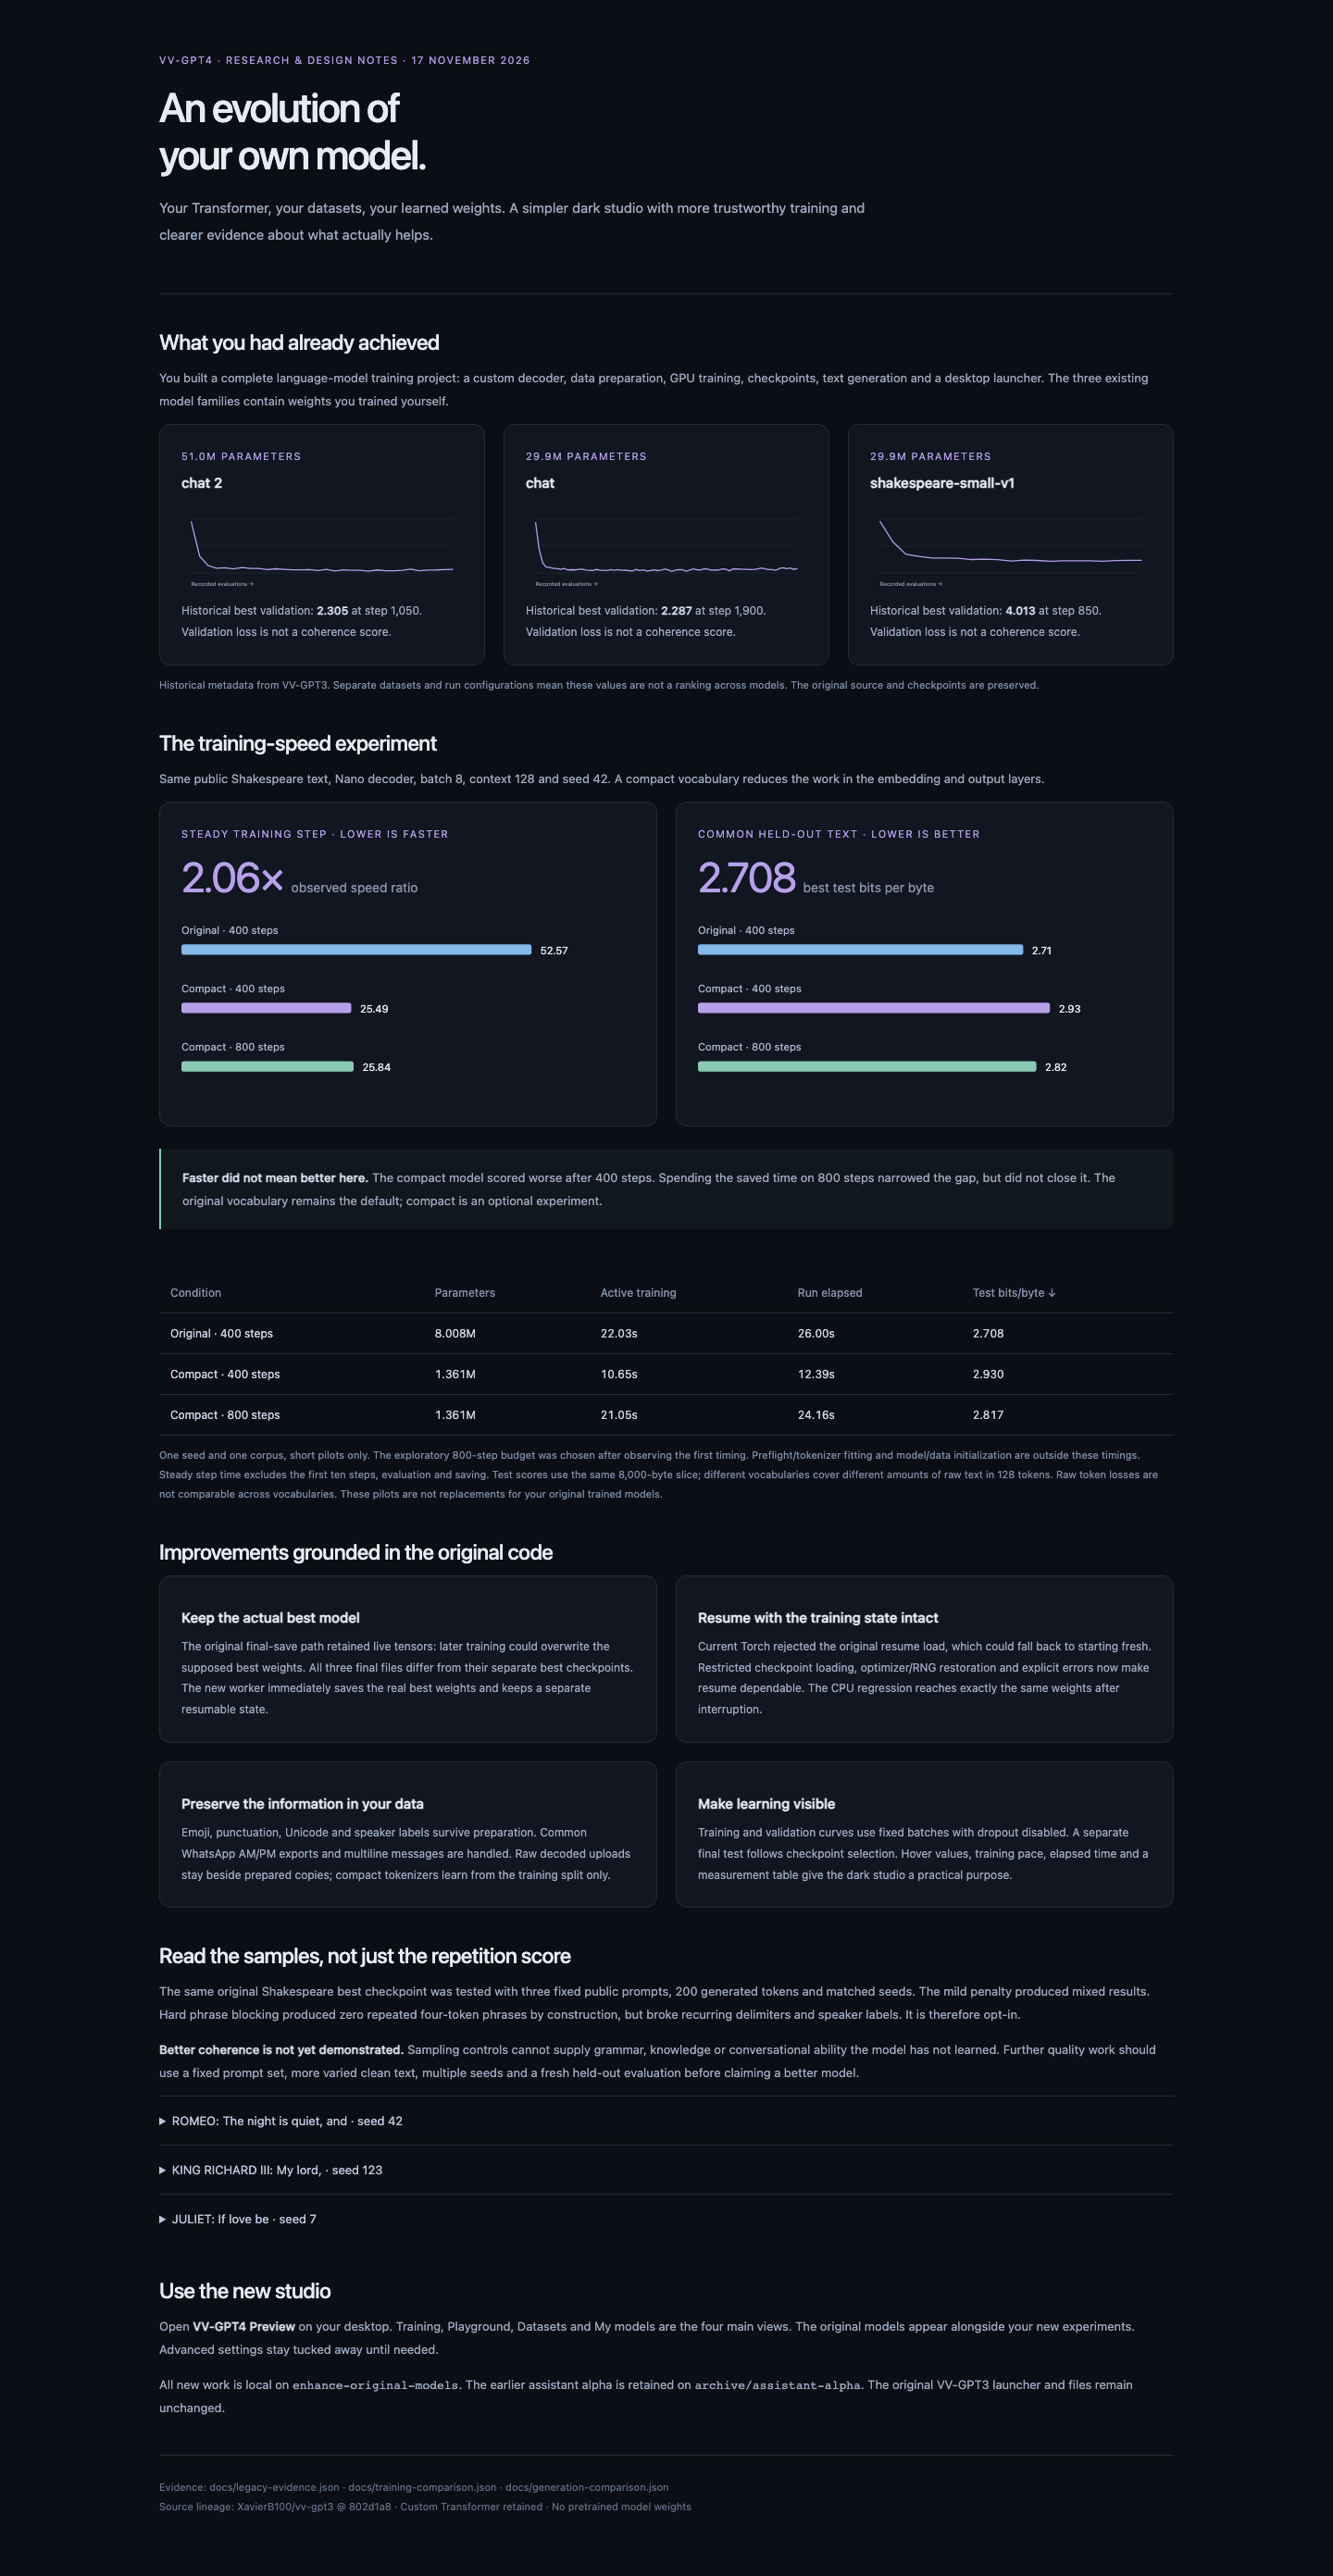 VV-GPT4 · RESEARCH & DESIGN NOTES · 17 NOVEMBER 2026
An evolution of
your own model.
Your Transformer, your datasets, your learned weights. A simpler dark studio with more trustworthy training and
clearer evidence about what actually helps.
What you had already achieved
You built a complete language-model training project: a custom decoder, data preparation, GPU training, checkpoints, text generation and a desktop launcher. The three existing
model families contain weights you trained yourself.
51.0M PARAMETERS
chat 2
Recorded evaluations →
Historical best validation: 2.305 at step 1,050.
Validation loss is not a coherence score.
29.9M PARAMETERS
chat
Recorded evaluations →
Historical best validation: 2.287 at step 1,900.
Validation loss is not a coherence score.
29.9M PARAMETERS
shakespeare-small-v1
Recorded evaluations →
Historical best validation: 4.013 at step 850.
Validation loss is not a coherence score.
Historical metadata from VV-GPT3. Separate datasets and run configurations mean these values are not a ranking across models. The original source and checkpoints are preserved.
The training-speed experiment
Same public Shakespeare text, Nano decoder, batch 8, context 128 and seed 42. A compact vocabulary reduces the work in the embedding and output layers.
STEADY TRAINING STEP · LOWER IS FASTER
2.06× observed speed ratio
Original · 400 steps
52.57
Compact · 400 steps
25.49
Compact · 800 steps
25.84
COMMON HELD-OUT TEXT · LOWER IS BETTER
2.708 best test bits per byte
Original · 400 steps
2.71
Compact · 400 steps
2.93
Compact · 800 steps
2.82
Faster did not mean better here. The compact model scored worse after 400 steps. Spending the saved time on 800 steps narrowed the gap, but did not close it. The
original vocabulary remains the default; compact is an optional experiment.
Condition Parameters Active training Run elapsed Test bits/byte ↓
Original · 400 steps 8.008M 22.03s 26.00s 2.708
Compact · 400 steps 1.361M 10.65s 12.39s 2.930
Compact · 800 steps 1.361M 21.05s 24.16s 2.817
One seed and one corpus, short pilots only. The exploratory 800-step budget was chosen after observing the first timing. Preflight/tokenizer fitting and model/data initialization are outside these timings.
Steady step time excludes the first ten steps, evaluation and saving. Test scores use the same 8,000-byte slice; different vocabularies cover different amounts of raw text in 128 tokens. Raw token losses are
not comparable across vocabularies. These pilots are not replacements for your original trained models.
Improvements grounded in the original code
Keep the actual best model
The original final-save path retained live tensors: later training could overwrite the
supposed best weights. All three final files differ from their separate best checkpoints.
The new worker immediately saves the real best weights and keeps a separate
resumable state.
Resume with the training state intact
Current Torch rejected the original resume load, which could fall back to starting fresh.
Restricted checkpoint loading, optimizer/RNG restoration and explicit errors now make
resume dependable. The CPU regression reaches exactly the same weights after
interruption.
Preserve the information in your data
Emoji, punctuation, Unicode and speaker labels survive preparation. Common
WhatsApp AM/PM exports and multiline messages are handled. Raw decoded uploads
stay beside prepared copies; compact tokenizers learn from the training split only.
Make learning visible
Training and validation curves use fixed batches with dropout disabled. A separate
final test follows checkpoint selection. Hover values, training pace, elapsed time and a
measurement table give the dark studio a practical purpose.
Read the samples, not just the repetition score
The same original Shakespeare best checkpoint was tested with three fixed public prompts, 200 generated tokens and matched seeds. The mild penalty produced mixed results.
Hard phrase blocking produced zero repeated four-token phrases by construction, but broke recurring delimiters and speaker labels. It is therefore opt-in.
Better coherence is not yet demonstrated. Sampling controls cannot supply grammar, knowledge or conversational ability the model has not learned. Further quality work should
use a fixed prompt set, more varied clean text, multiple seeds and a fresh held-out evaluation before claiming a better model.
▶ ROMEO: The night is quiet, and · seed 42
▶ KING RICHARD III: My lord, · seed 123
▶ JULIET: If love be · seed 7
Use the new studio
Open VV-GPT4 Preview on your desktop. Training, Playground, Datasets and My models are the four main views. The original models appear alongside your new experiments.
Advanced settings stay tucked away until needed.
All new work is local on enhance-original-models. The earlier assistant alpha is retained on archive/assistant-alpha. The original VV-GPT3 launcher and files remain
unchanged.
Evidence: docs/legacy-evidence.json · docs/training-comparison.json · docs/generation-comparison.json
Source lineage: XavierB100/vv-gpt3 @ 802d1a8 · Custom Transformer retained · No pretrained model weights